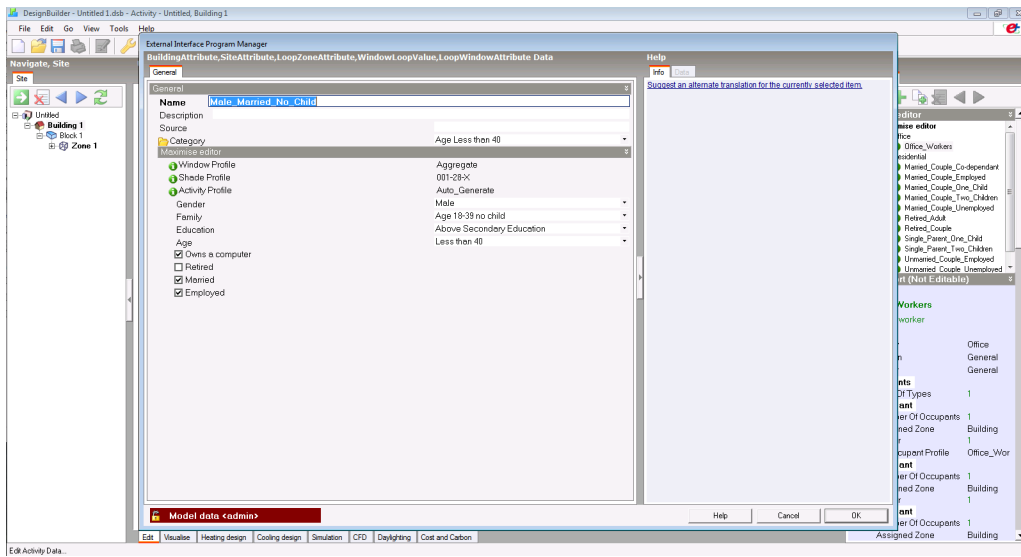 DesignBuilder - Untitled 1.dsb - Activity - Untitled, Building 1
File Edit Go View Tools Help
Navigate, Site
Site
Untitled
Building 1
Block 1
Zone 1
External Interface Program Manager
BuildingAttribute,SiteAttribute,LoopZoneAttribute,WindowLoopValue,LoopWindowAttribute Data
General
General
Name Male_Married_No_Child
Description
Source
Category Age Less than 40
Maximise editor
Window Profile Aggregate
Shade Profile 001-28-X
Activity Profile Auto_Generate
Gender Male
Family Age 18-39 no child
Education Above Secondary Education
Age Less than 40
Owns a computer
Retired
Married
Employed
Model data <admin>
Help Cancel OK
Help
Info Data
Suggest an alternate translation for the currently selected item.
editor
mise editor
ffice
Office_Workers
esidential
Married_Couple_Co-dependant
Married_Couple_Employed
Married_Couple_One_Child
Married_Couple_Two_Children
Married_Couple_Unemployed
Retired_Adult
Retired_Couple
Single_Parent_One_Child
Single_Parent_Two_Children
Unmarried_Couple_Employed
Unmarried_Couple_Unemployed
rt (Not Editable)
Workers
worker
Office
n General
General
nts
Of Types 1
ant
er Of Occupants 1
ned Zone Building
r 1
cupant Profile Office_Wor
ant
er Of Occupants 1
ned Zone Building
r 1
ant
er Of Occupants 1
Assigned Zone Building
Edit Visualise Heating design Cooling design Simulation CFD Daylighting Cost and Carbon
Edit Activity Data...